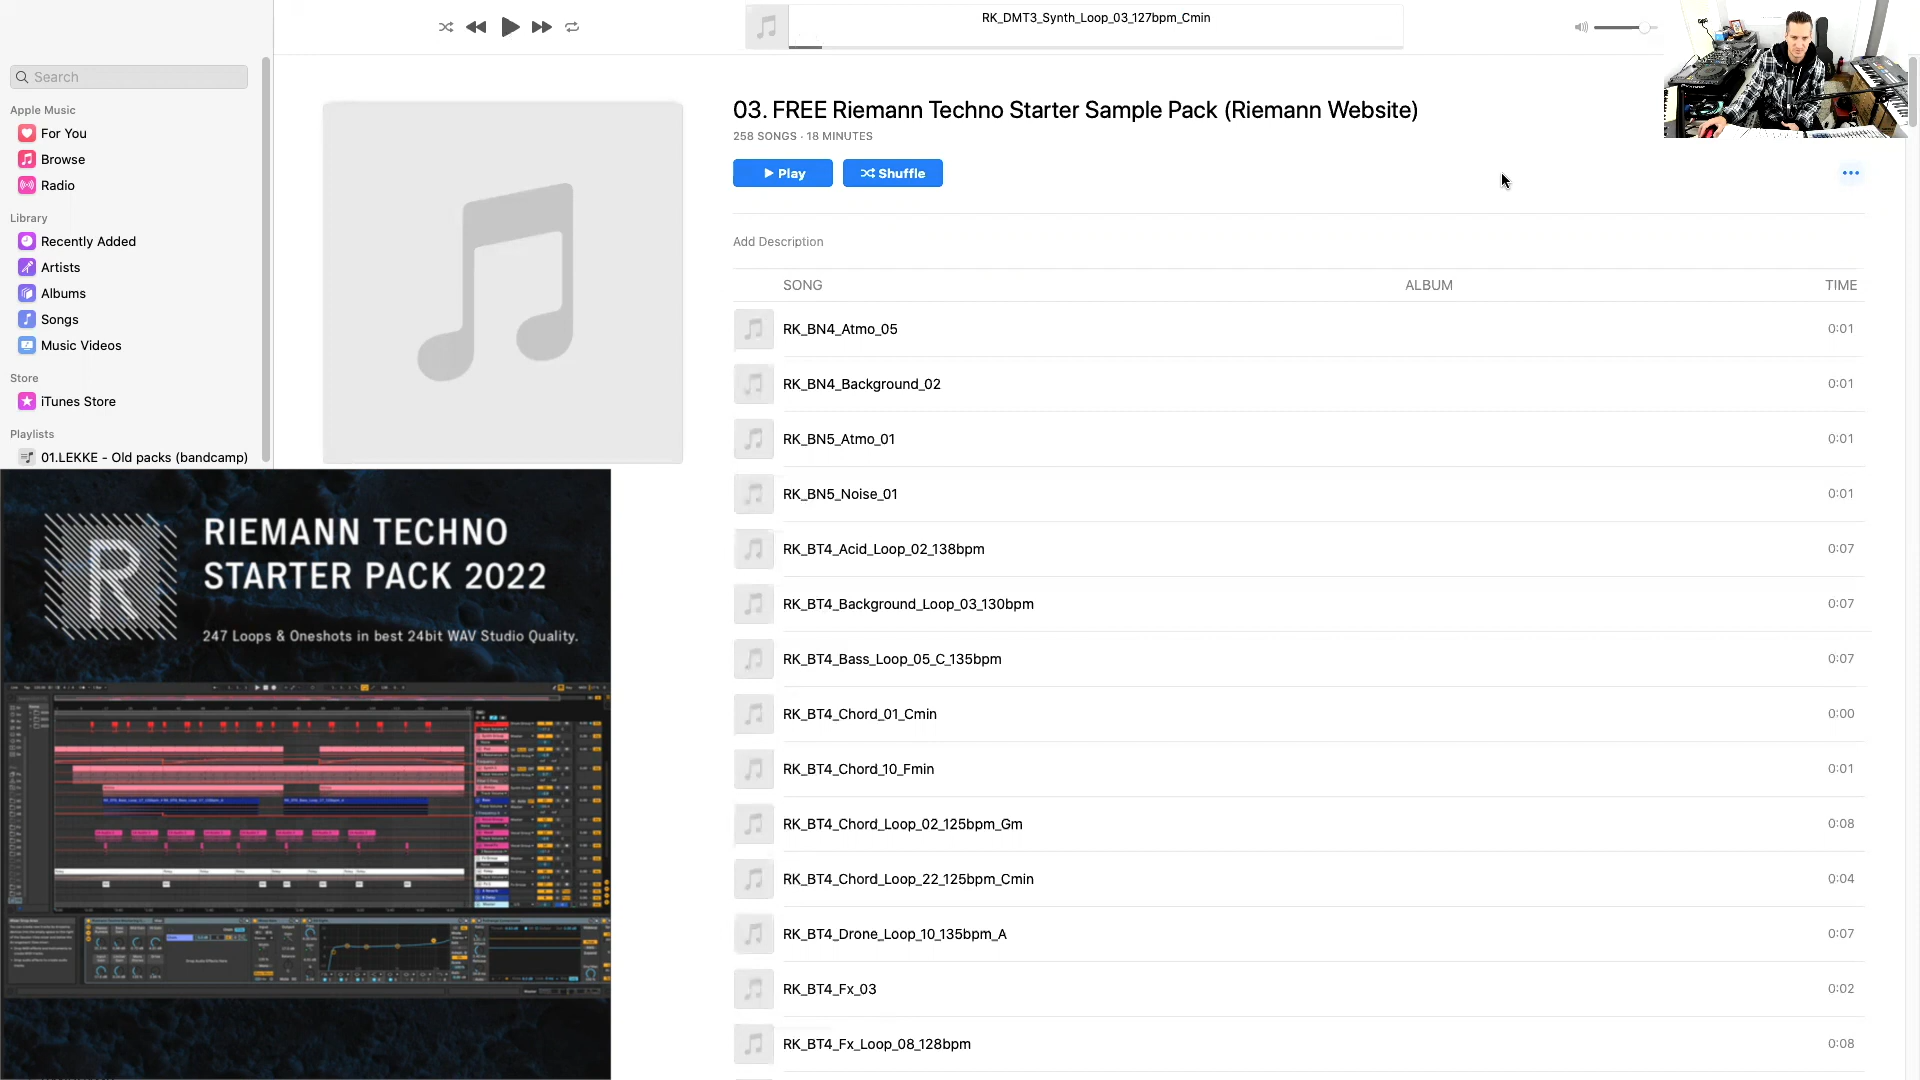 RK_DMT3_Synth_Loop_03_127bpm_Cmin
Search
Apple Music
For You
Browse
Radio
Library
Recently Added
Artists
Albums
Songs
Music Videos
Store
iTunes Store
Playlists
01.LEKKE - Old packs (bandcamp)
03. FREE Riemann Techno Starter Sample Pack (Riemann Website)
258 SONGS · 18 MINUTES
Play
Shuffle
Add Description
SONG ALBUM TIME
RK_BN4_Atmo_05 0:01
RK_BN4_Background_02 0:01
RK_BN5_Atmo_01 0:01
RK_BN5_Noise_01 0:01
RK_BT4_Acid_Loop_02_138bpm 0:07
RK_BT4_Background_Loop_03_130bpm 0:07
RK_BT4_Bass_Loop_05_C_135bpm 0:07
RK_BT4_Chord_01_Cmin 0:00
RK_BT4_Chord_10_Fmin 0:01
RK_BT4_Chord_Loop_02_125bpm_Gm 0:08
RK_BT4_Chord_Loop_22_125bpm_Cmin 0:04
RK_BT4_Drone_Loop_10_135bpm_A 0:07
RK_BT4_Fx_03 0:02
RK_BT4_Fx_Loop_08_128bpm 0:08
R
RIEMANN TECHNO
STARTER PACK 2022
247 Loops & Oneshots in best 24bit WAV Studio Quality.